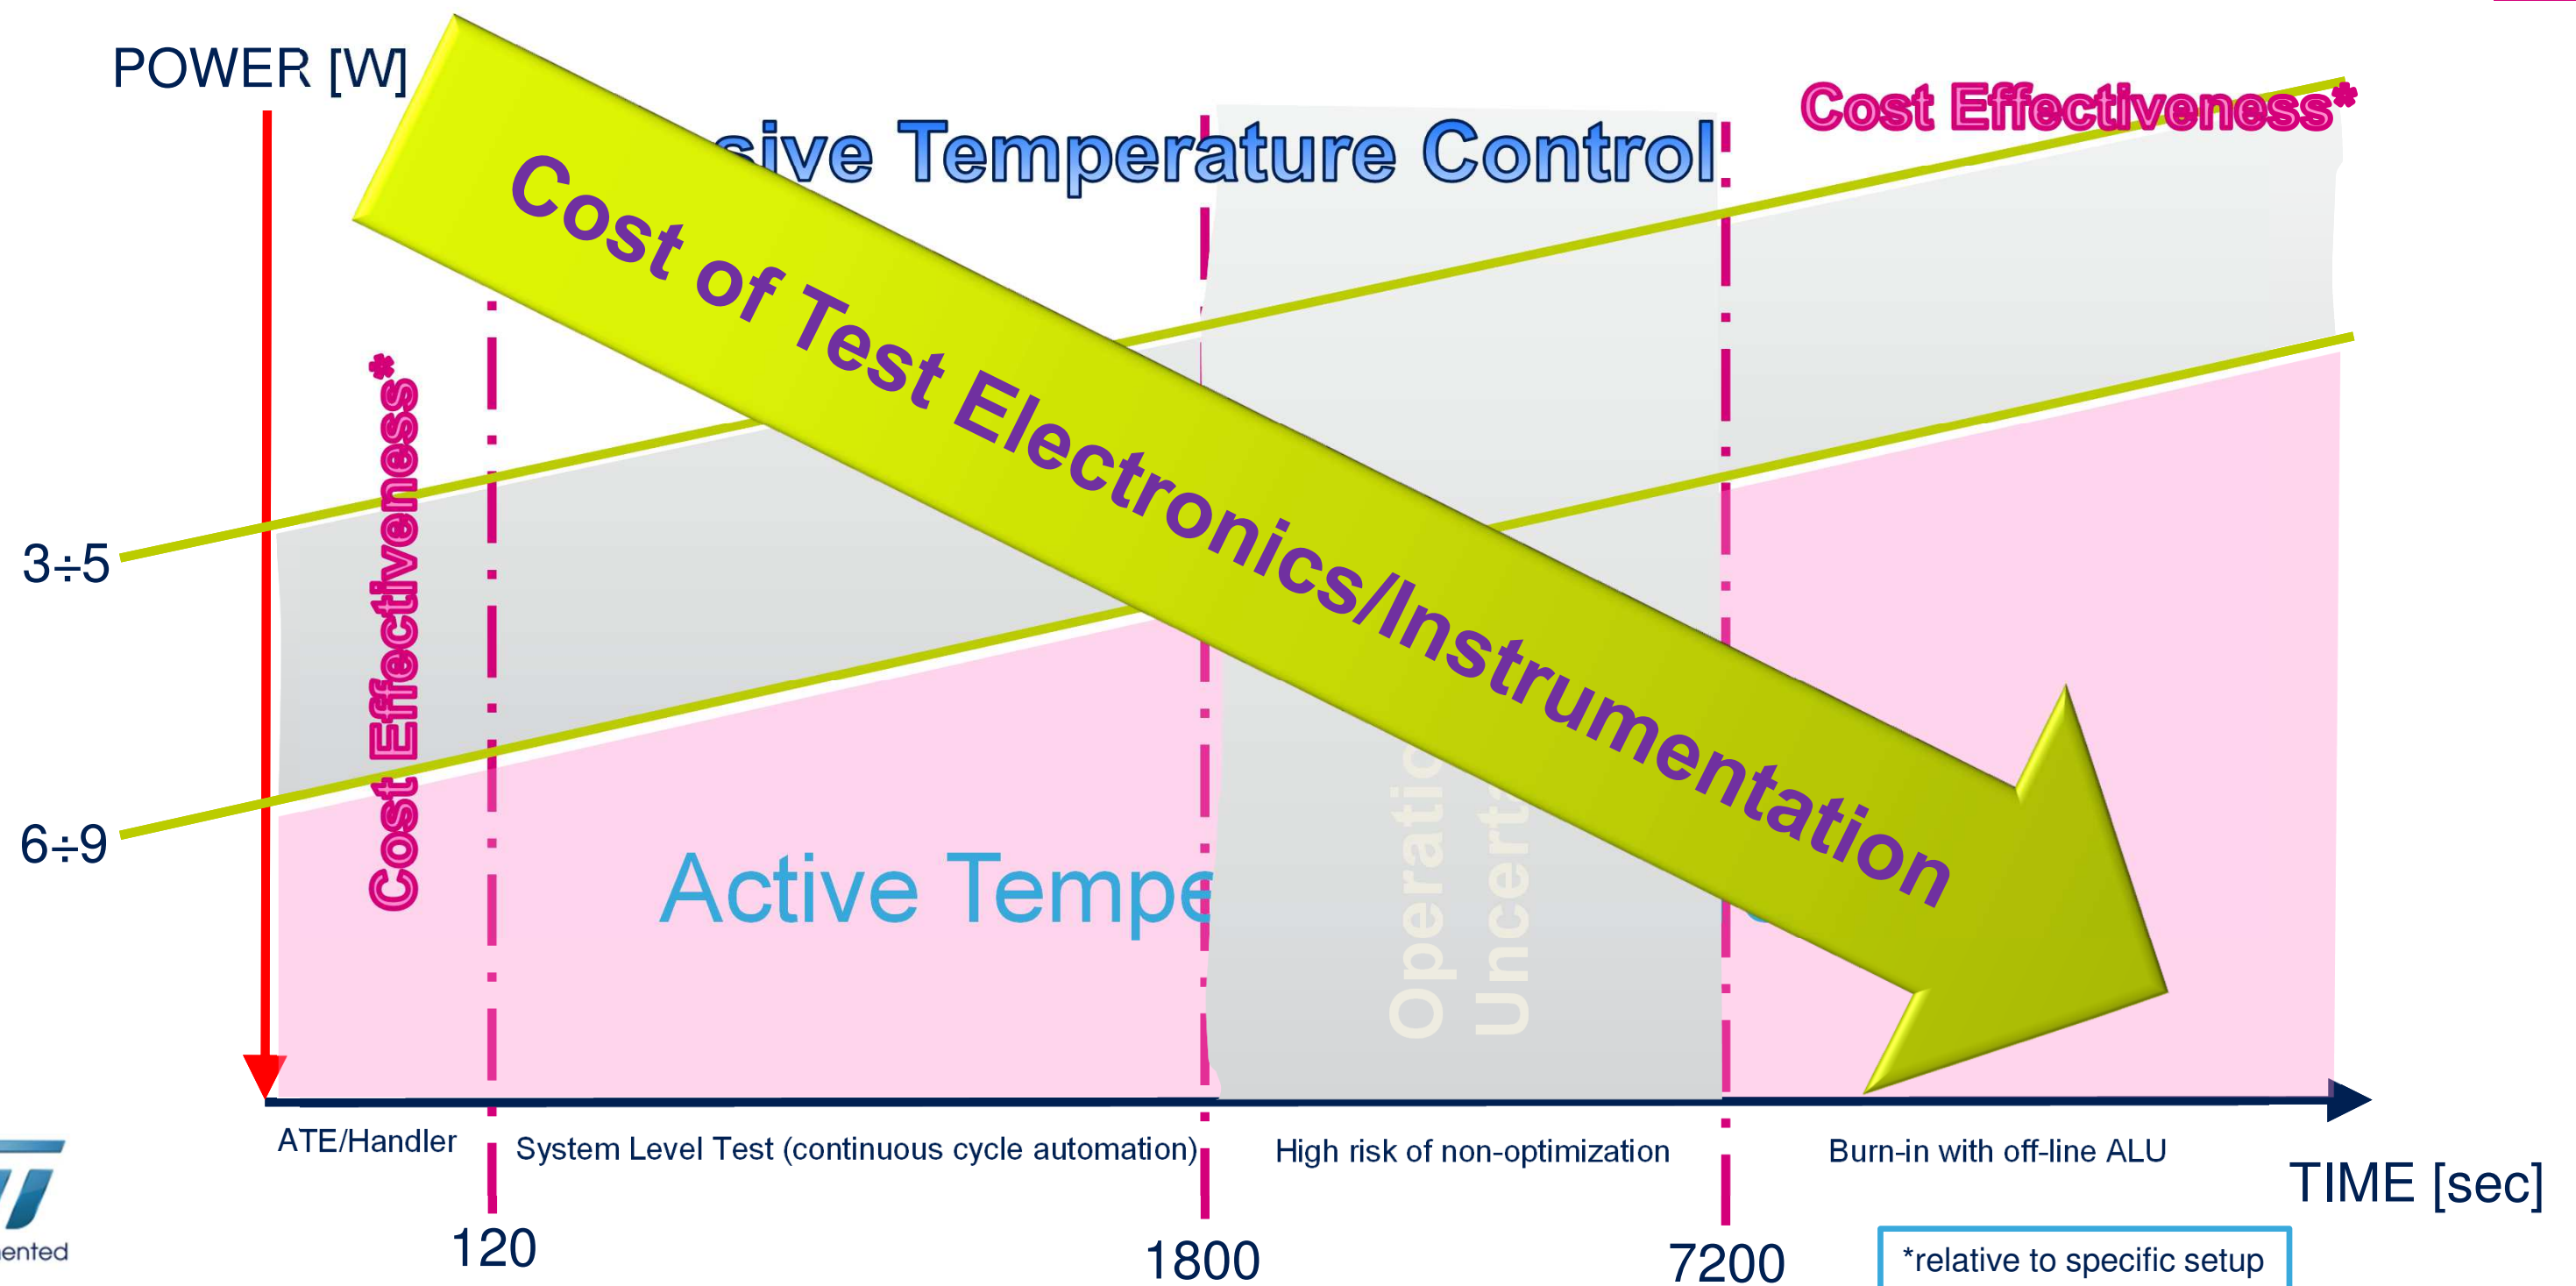 POWER [W]
Cost Effectiveness*
sive Temperature Control
Cost of Test Electronics/Instrumentation
Cost Effectiveness*
3÷5
6÷9
Active Tempe
Operatio
Uncert
ATE/Handler
System Level Test (continuous cycle automation)
High risk of non-optimization
Burn-in with off-line ALU
TIME [sec]
120
1800
7200
*relative to specific setup
ented